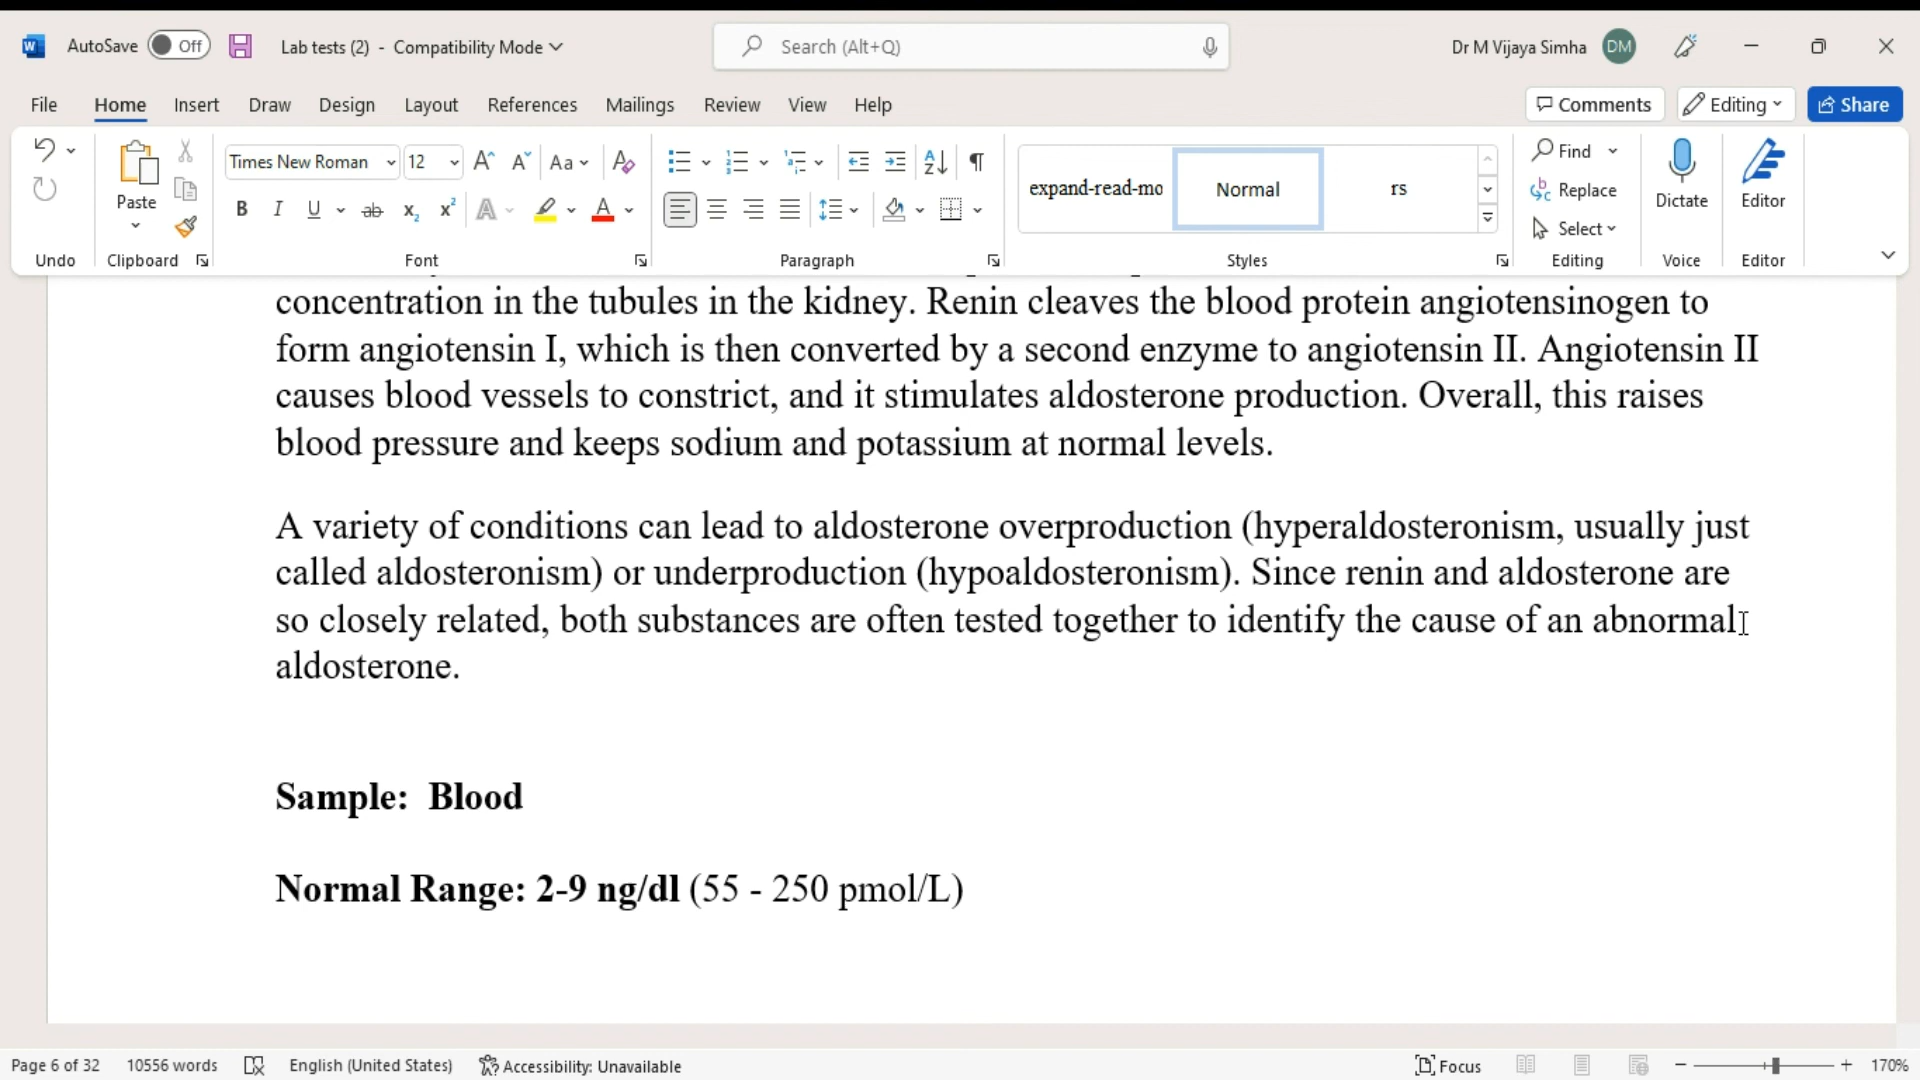 AutoSave Off Lab tests (2) - Compatibility Mode Search (Alt+Q) Dr M Vijaya Simha DM
File Home Insert Draw Design Layout References Mailings Review View Help Comments Editing Share
Times New Roman 12 Aa expand-read-mo Normal rs Find
Paste Replace Dictate Editor
Select
Undo Clipboard Font Paragraph Styles Editing Voice Editor
concentration in the tubules in the kidney. Renin cleaves the blood protein angiotensinogen to
form angiotensin I, which is then converted by a second enzyme to angiotensin II. Angiotensin II
causes blood vessels to constrict, and it stimulates aldosterone production. Overall, this raises
blood pressure and keeps sodium and potassium at normal levels.
A variety of conditions can lead to aldosterone overproduction (hyperaldosteronism, usually just
called aldosteronism) or underproduction (hypoaldosteronism). Since renin and aldosterone are
so closely related, both substances are often tested together to identify the cause of an abnormal
aldosterone.
Sample: Blood
Normal Range: 2-9 ng/dl (55 - 250 pmol/L)
Page 6 of 32 10556 words English (United States) Accessibility: Unavailable Focus 170%